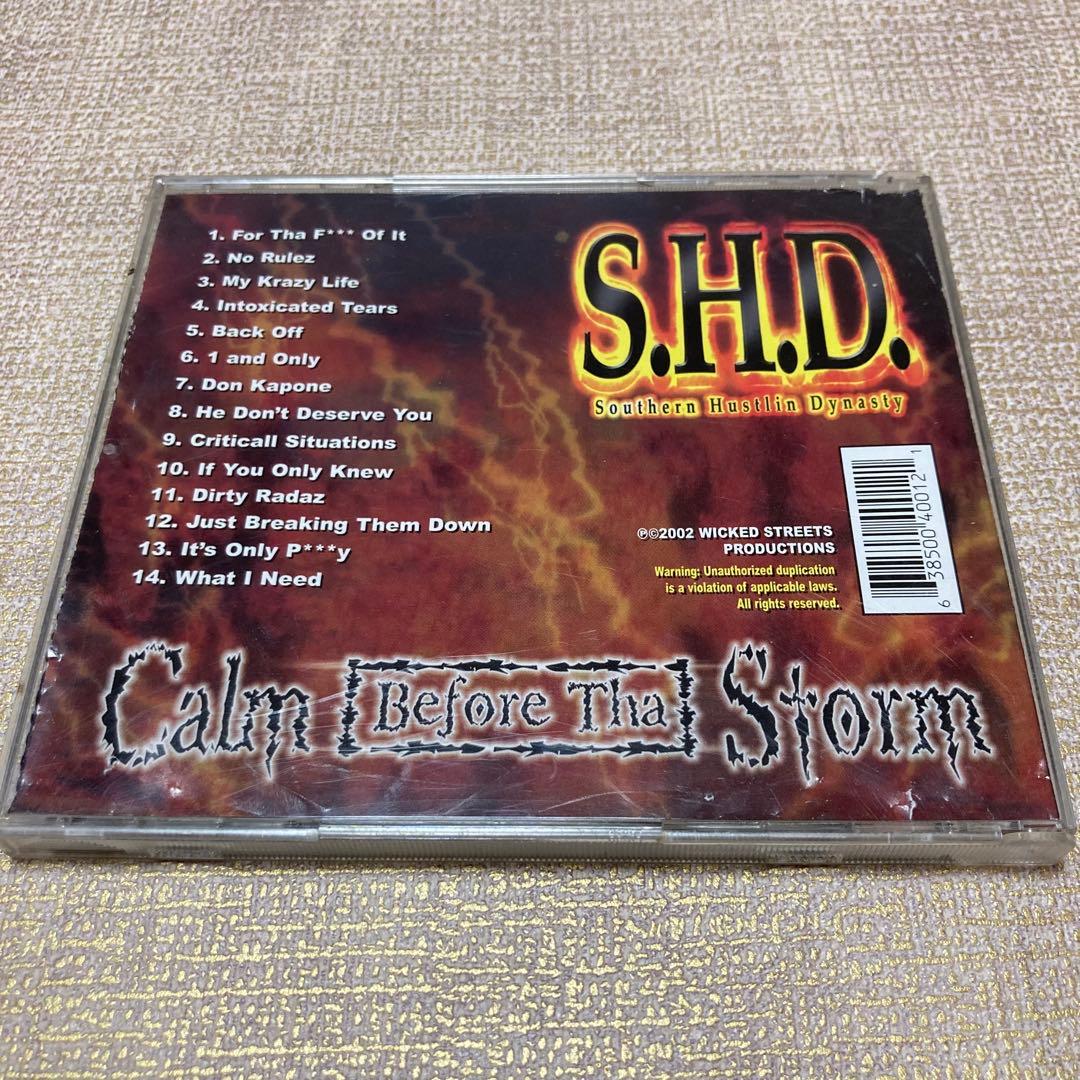 1. For Tha F*** Of It
2. No Rulez
3. My Krazy Life
4. Intoxicated Tears
5. Back Off
6. 1 and Only
7. Don Kapone
8. He Don't Deserve You
9. Criticall Situations
10. If You Only Knew
11. Dirty Radaz
12. Just Breaking Them Down
13. It's Only P***y
14. What I Need
S.H.D.
Southern Hustlin Dynasty
℗©2002 WICKED STREETS
PRODUCTIONS
Warning: Unauthorized duplication
is a violation of applicable laws.
All rights reserved.
6 38500 40012 1
Calm Before Tha Storm